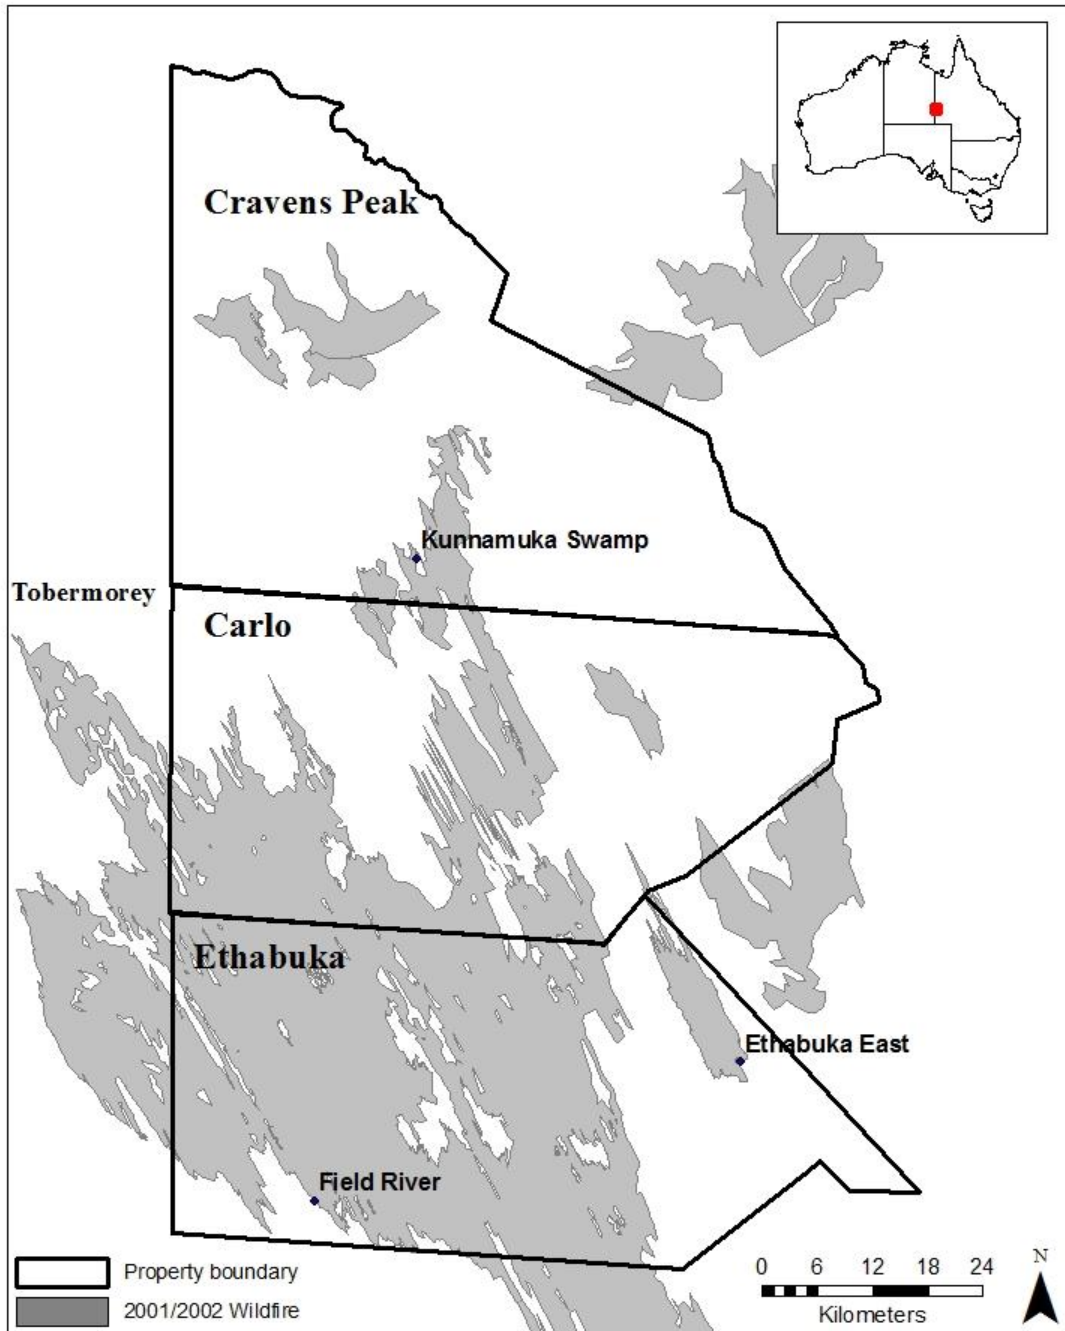 Cravens Peak
Kunnamuka Swamp
Tobermorey
Carlo
Ethabuka
Ethabuka East
Field River
Property boundary
2001/2002 Wildfire
0 6 12 18 24
Kilometers
N